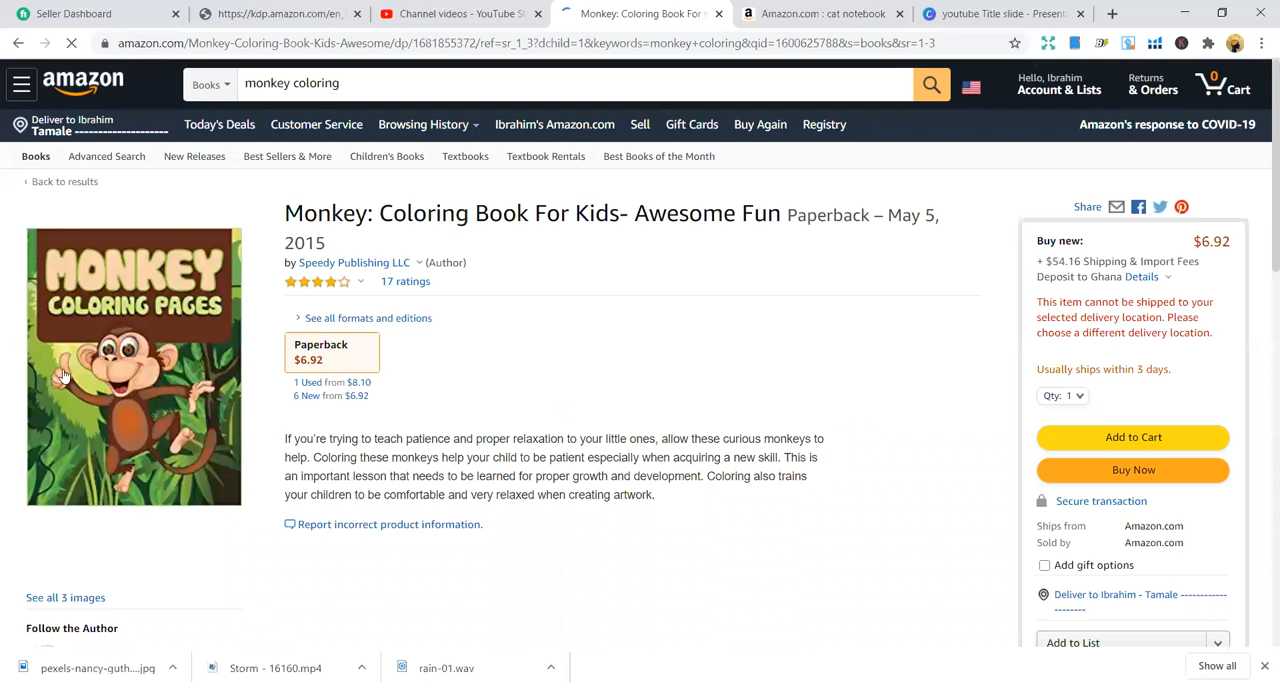 Seller Dashboard
https://kdp.amazon.com/en_
Channel videos - YouTube S
Monkey: Coloring Book For
Amazon.com : cat notebook
youtube Title slide - Present
amazon.com/Monkey-Coloring-Book-Kids-Awesome/dp/1681855372/ref=sr_1_3?dchild=1&keywords=monkey+coloring&qid=1600625788&s=books&sr=1-3
amazon
Books
monkey coloring
Hello, Ibrahim
Account & Lists
Returns
& Orders
0
Cart
Deliver to Ibrahim
Tamale --------------------
Today's Deals
Customer Service
Browsing History
Ibrahim's Amazon.com
Sell
Gift Cards
Buy Again
Registry
Amazon's response to COVID-19
Books
Advanced Search
New Releases
Best Sellers & More
Children's Books
Textbooks
Textbook Rentals
Best Books of the Month
‹ Back to results
MONKEY
COLORING PAGES
See all 3 images
Follow the Author
Monkey: Coloring Book For Kids- Awesome Fun Paperback – May 5,
2015
by Speedy Publishing LLC (Author)
17 ratings
See all formats and editions
Paperback
$6.92
1 Used from $8.10
6 New from $6.92
If you're trying to teach patience and proper relaxation to your little ones, allow these curious monkeys to
help. Coloring these monkeys help your child to be patient especially when acquiring a new skill. This is
an important lesson that needs to be learned for proper growth and development. Coloring also trains
your children to be comfortable and very relaxed when creating artwork.
Report incorrect product information.
Share
Buy new:
$6.92
+ $54.16 Shipping & Import Fees
Deposit to Ghana Details
This item cannot be shipped to your
selected delivery location. Please
choose a different delivery location.
Usually ships within 3 days.
Qty: 1
Add to Cart
Buy Now
Secure transaction
Ships from Amazon.com
Sold by Amazon.com
Add gift options
Deliver to Ibrahim - Tamale ------------
--------
Add to List
pexels-nancy-guth....jpg
Storm - 16160.mp4
rain-01.wav
Show all